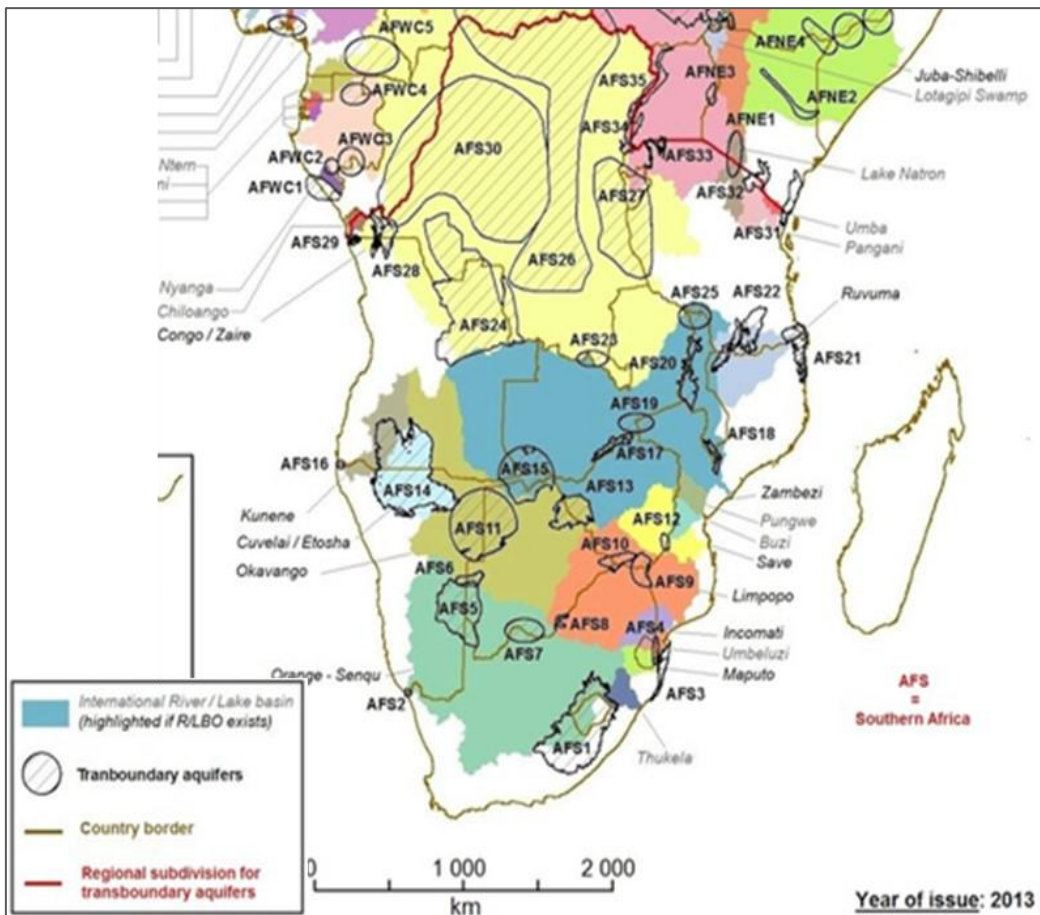 AFWC5
AFNE4
AFS35
AFNE3
Juba-Shibelli
Lotagipi Swamp
AFWC4
AFNE2
AFNE1
AFS34
AFWC3
AFS30
AFS33
Ntem
ni
AFWC2
Lake Natron
AFWC1
AFS27
AFS32
Umba
AFS31
Pangani
AFS29
AFS26
AFS28
Nyanga
Chiloango
Congo / Zaire
AFS25
AFS22
Ruvuma
AFS24
AFS23
AFS20
AFS21
AFS19
AFS18
AFS17
AFS16
AFS15
AFS14
AFS13
Zambezi
Kunene
Pungwe
AFS12
AFS11
Cuvelai / Etosha
Buzi
AFS10
Save
Okavango
AFS6
AFS9
Limpopo
AFS5
AFS8
AFS4
Incomati
AFS7
Umbeluzi
Orange - Senqu
Maputo
AFS2
AFS3
AFS
=
Southern Africa
AFS1
Thukela
International River / Lake basin
(highlighted if R/LBO exists)
Tranboundary aquifers
Country border
Regional subdivision for
transboundary aquifers
0 1 000 2 000
km
Year of issue: 2013